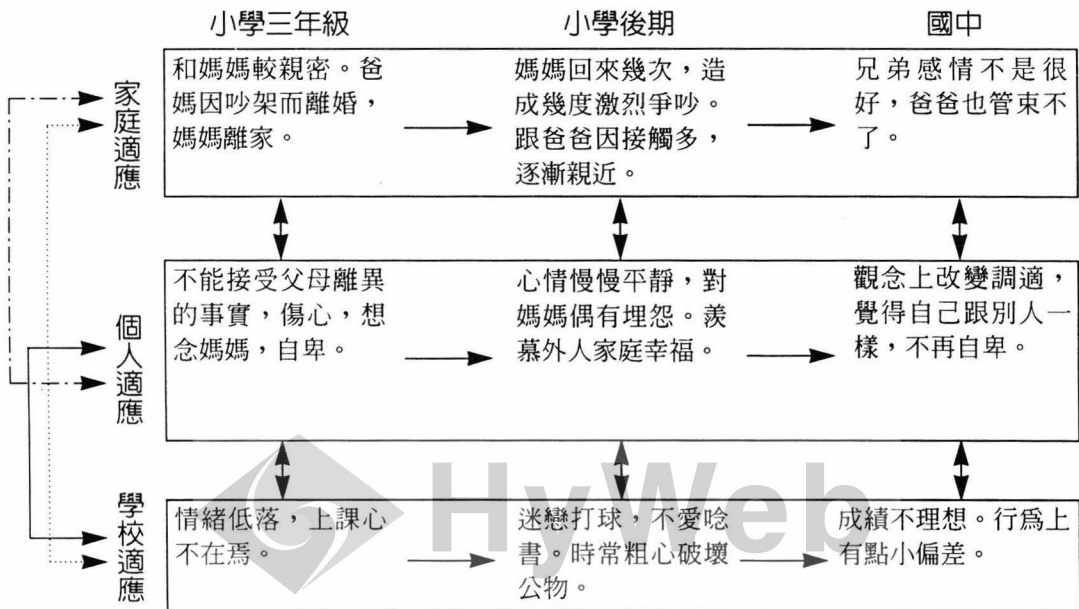 小學三年級
小學後期
國中
家庭適應
和媽媽較親密。爸
媽因吵架而離婚，
媽媽離家。
媽媽回來幾次，造
成幾度激烈爭吵。
跟爸爸因接觸多，
逐漸親近。
兄弟感情不是很
好，爸爸也管束不
了。
個人適應
不能接受父母離異
的事實，傷心，想
念媽媽，自卑。
心情慢慢平靜，對
媽媽偶有埋怨。羨
慕外人家庭幸福。
觀念上改變調適，
覺得自己跟別人一
樣，不再自卑。
學校適應
情緒低落，上課心
不在焉。
迷戀打球，不愛唸
書。時常粗心破壞
公物。
成績不理想。行爲上
有點小偏差。
HyWeb